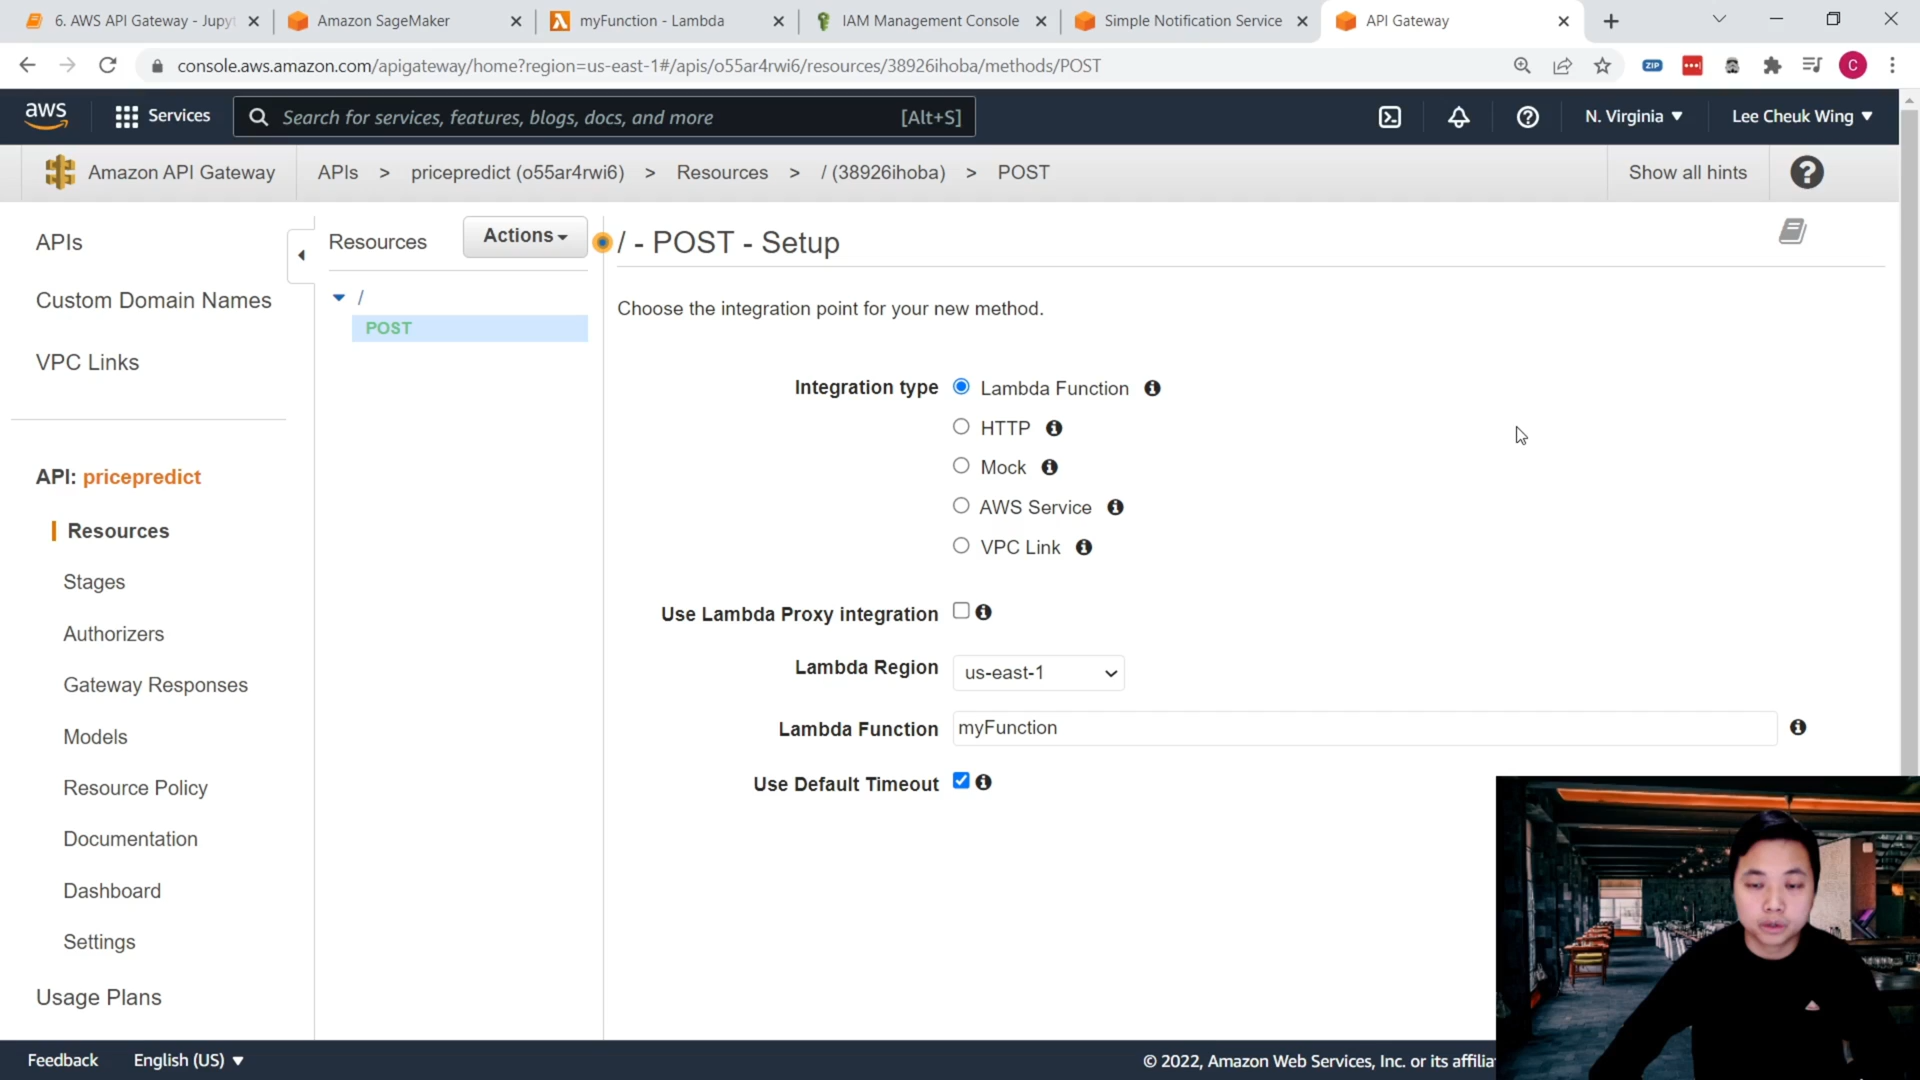 6. AWS API Gateway - Jupyt
Amazon SageMaker
myFunction - Lambda
IAM Management Console
Simple Notification Service
API Gateway
console.aws.amazon.com/apigateway/home?region=us-east-1#/apis/o55ar4rwi6/resources/38926ihoba/methods/POST
ZIP
C
aws
Services
Search for services, features, blogs, docs, and more
[Alt+S]
N. Virginia
Lee Cheuk Wing
Amazon API Gateway
APIs > pricepredict (o55ar4rwi6) > Resources > / (38926ihoba) > POST
Show all hints
APIs
Custom Domain Names
VPC Links
API: pricepredict
Resources
Stages
Authorizers
Gateway Responses
Models
Resource Policy
Documentation
Dashboard
Settings
Usage Plans
Resources
Actions
/
POST
/ - POST - Setup
Choose the integration point for your new method.
Integration type
Lambda Function
HTTP
Mock
AWS Service
VPC Link
Use Lambda Proxy integration
Lambda Region
us-east-1
Lambda Function
myFunction
Use Default Timeout
Feedback
English (US)
© 2022, Amazon Web Services, Inc. or its affilia